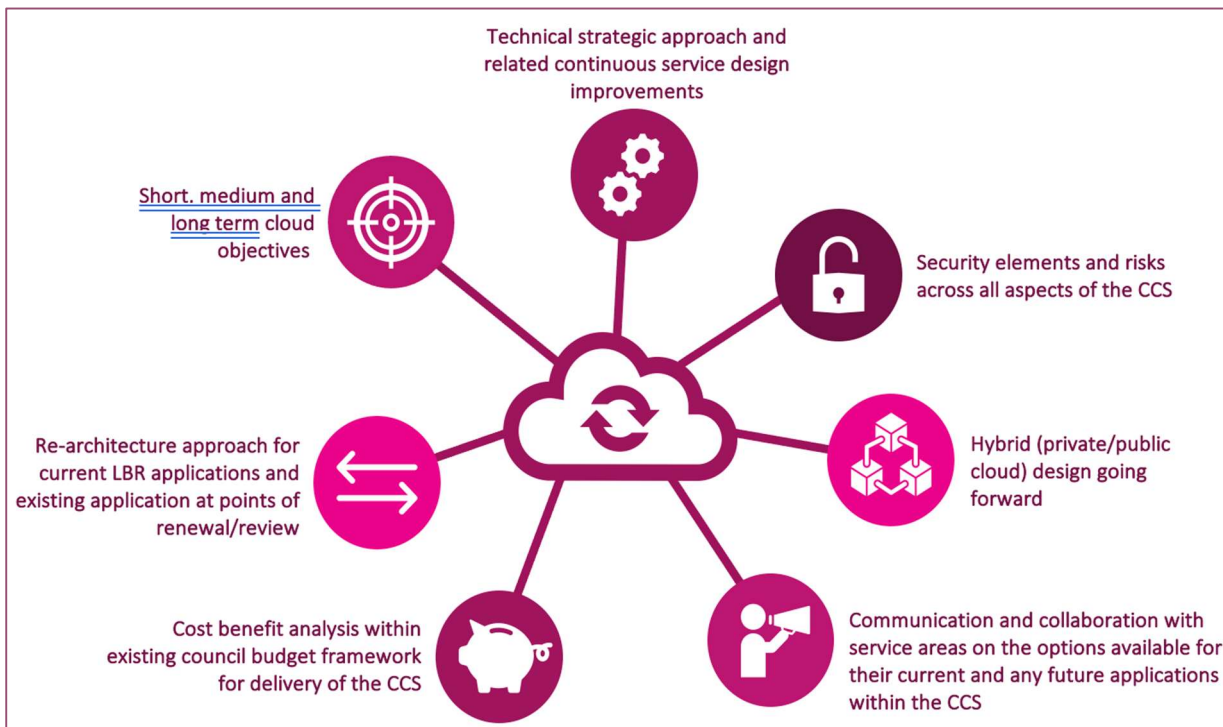 Technical strategic approach and
related continuous service design
improvements
Short. medium and
long term cloud
objectives
Security elements and risks
across all aspects of the CCS
Re-architecture approach for
current LBR applications and
existing application at points of
renewal/review
Hybrid (private/public
cloud) design going
forward
Cost benefit analysis within
existing council budget framework
for delivery of the CCS
Communication and collaboration with
service areas on the options available for
their current and any future applications
within the CCS